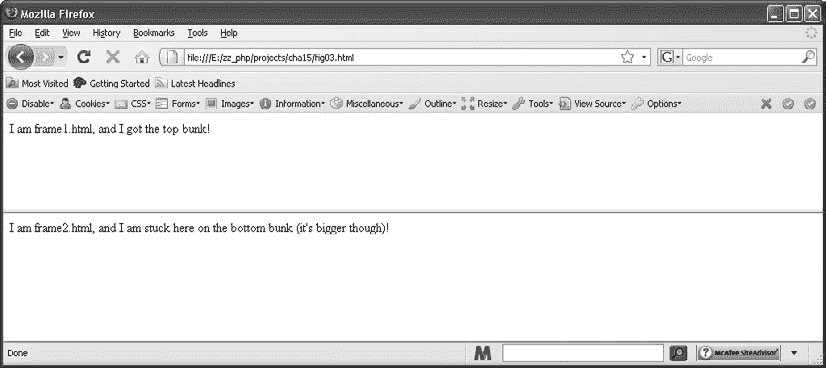 Mozilla Firefox
File Edit View History Bookmarks Tools Help
file:///E:/zz_php/projects/cha15/fig03.html
G Google
Most Visited Getting Started Latest Headlines
Disable Cookies CSS Forms Images Information Miscellaneous Outline Resize Tools View Source Options
I am frame1.html, and I got the top bunk!
I am frame2.html, and I am stuck here on the bottom bunk (it's bigger though)!
Done M McAfee SiteAdvisor